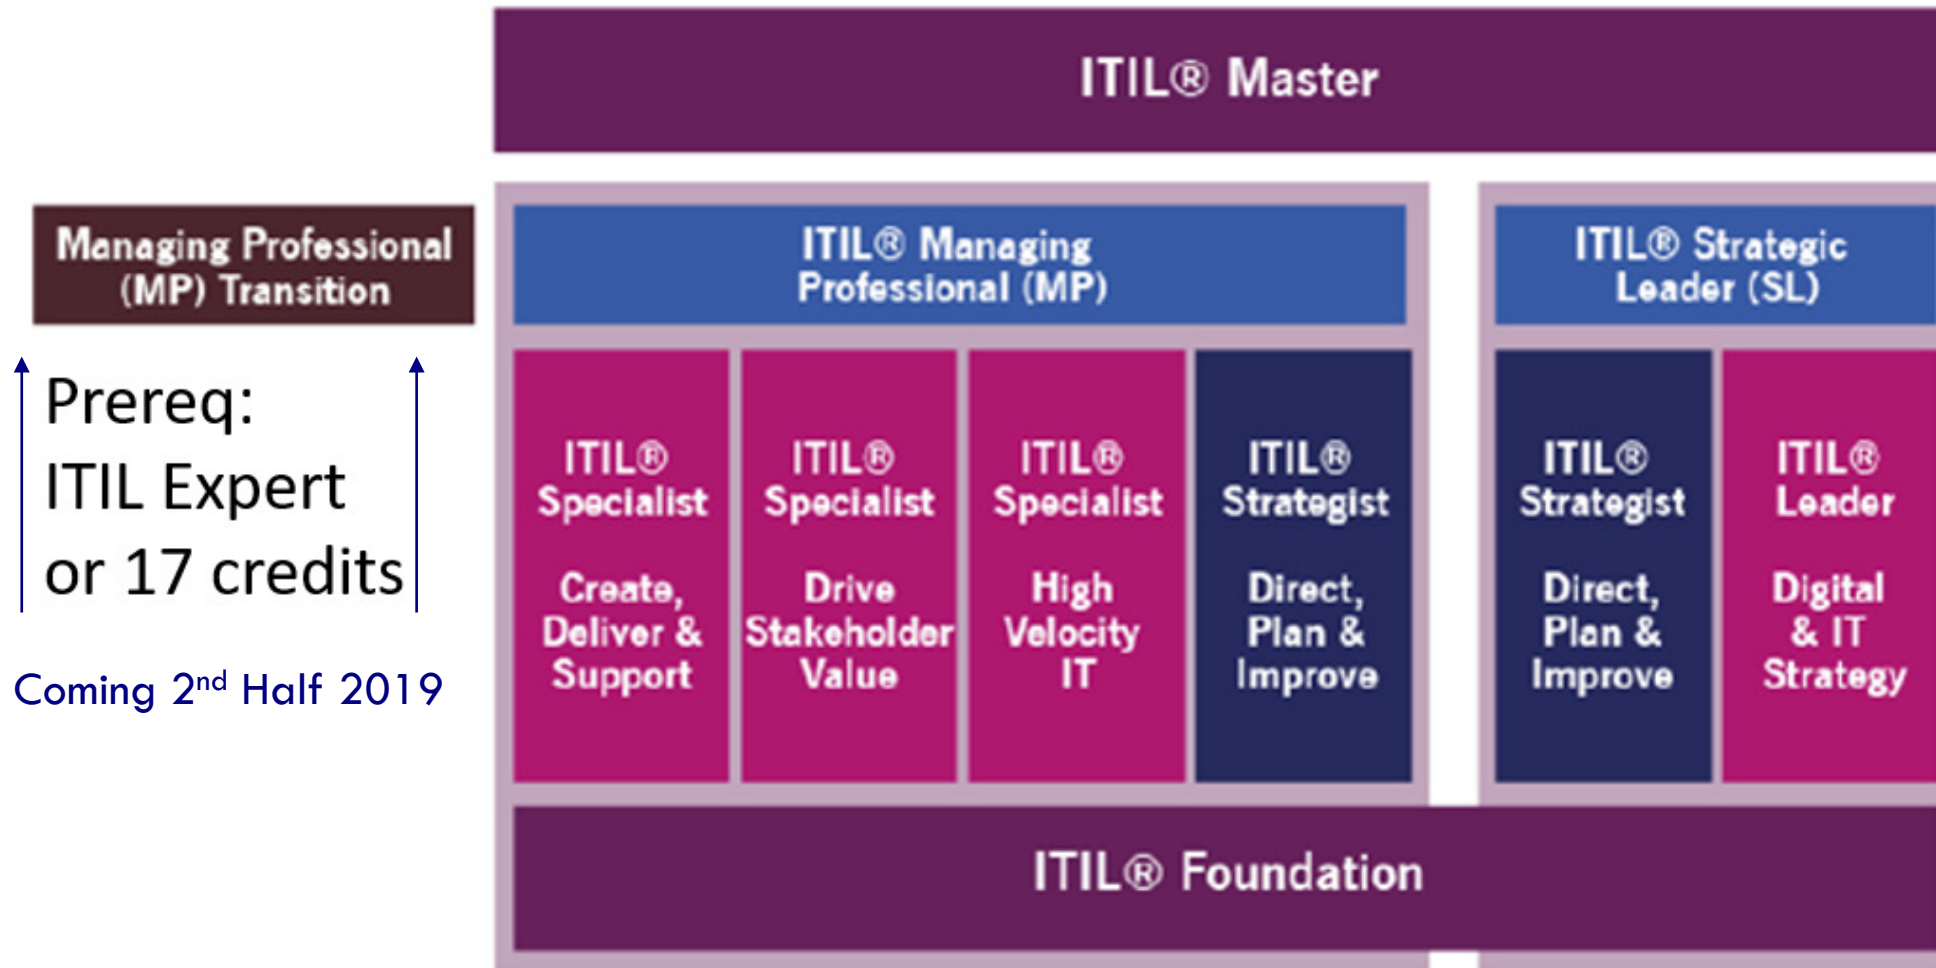 ITIL® Master
Managing Professional
(MP) Transition
Prereq:
ITIL Expert
or 17 credits
Coming 2nd Half 2019
ITIL® Managing
Professional (MP)
ITIL®
Specialist
Create,
Deliver &
Support
ITIL®
Specialist
Drive
Stakeholder
Value
ITIL®
Specialist
High
Velocity
IT
ITIL®
Strategist
Direct,
Plan &
Improve
ITIL® Strategic
Leader (SL)
ITIL®
Strategist
Direct,
Plan &
Improve
ITIL®
Leader
Digital
& IT
Strategy
ITIL® Foundation